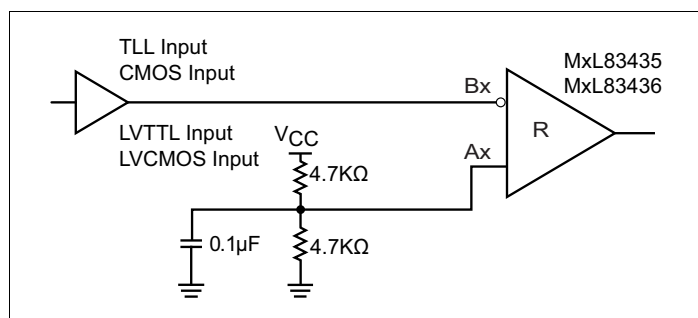 TLL Input
CMOS Input
MxL83435
MxL83436
Bx
LVTTL Input
LVCMOS Input
VCC
Ax
R
4.7KΩ
0.1µF
4.7KΩ